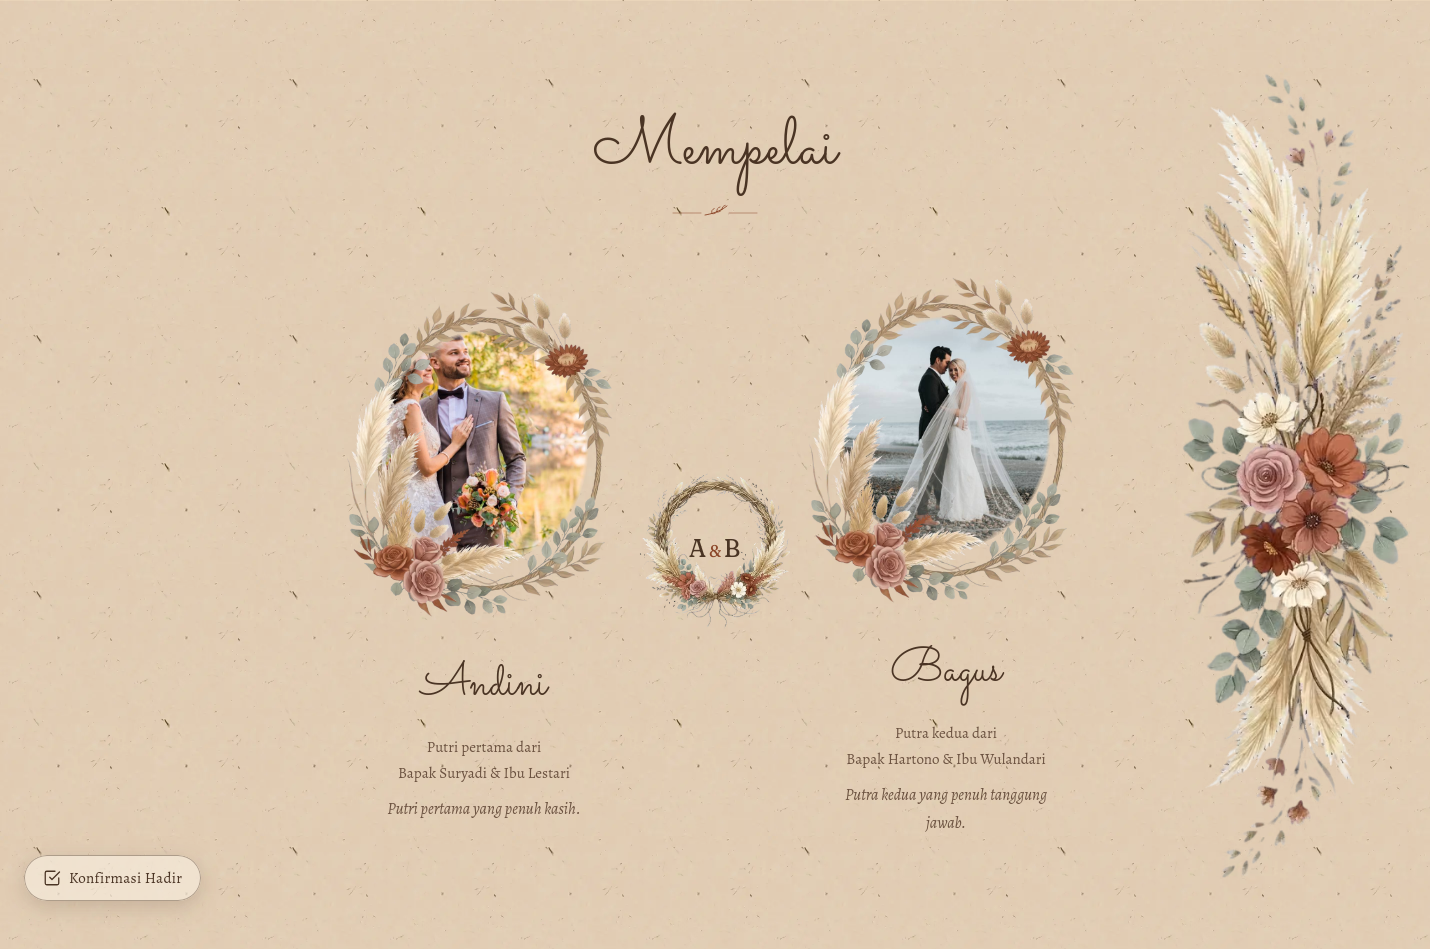 Mempelai
A & B
Andini
Putri pertama dari
Bapak Suryadi & Ibu Lestari
Putri pertama yang penuh kasih.
Bagus
Putra kedua dari
Bapak Hartono & Ibu Wulandari
Putra kedua yang penuh tanggung
jawab.
Konfirmasi Hadir